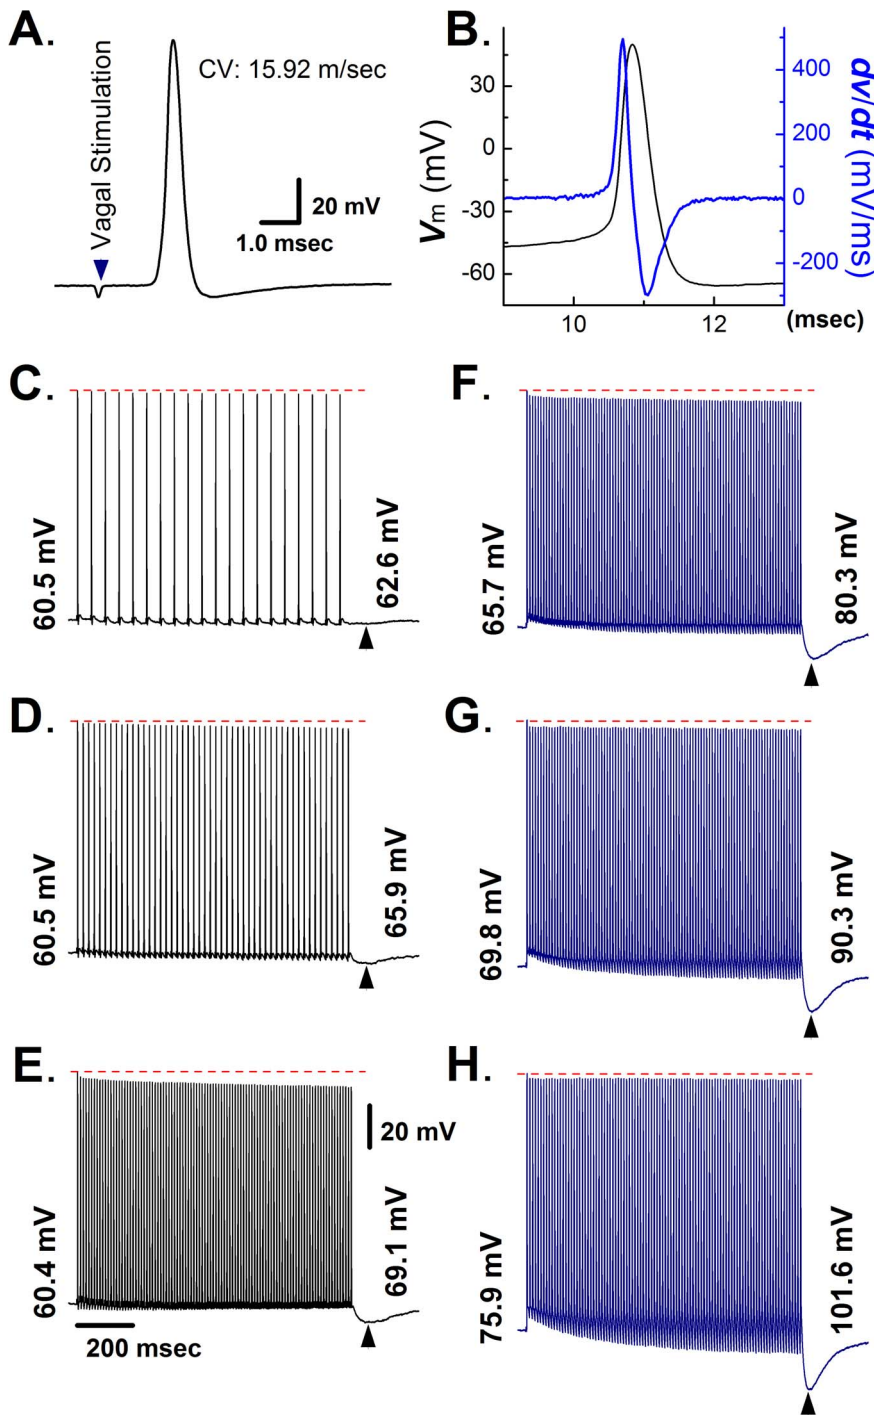 A.
CV: 15.92 m/sec
Vagal Stimulation
20 mV
1.0 msec
B.
Vm (mV)
30
0
-30
-60
10
12
(msec)
400
200
0
-200
dv/dt (mV/ms)
C.
60.5 mV
62.6 mV
D.
60.5 mV
65.9 mV
E.
60.4 mV
69.1 mV
20 mV
200 msec
F.
65.7 mV
80.3 mV
G.
69.8 mV
90.3 mV
H.
75.9 mV
101.6 mV